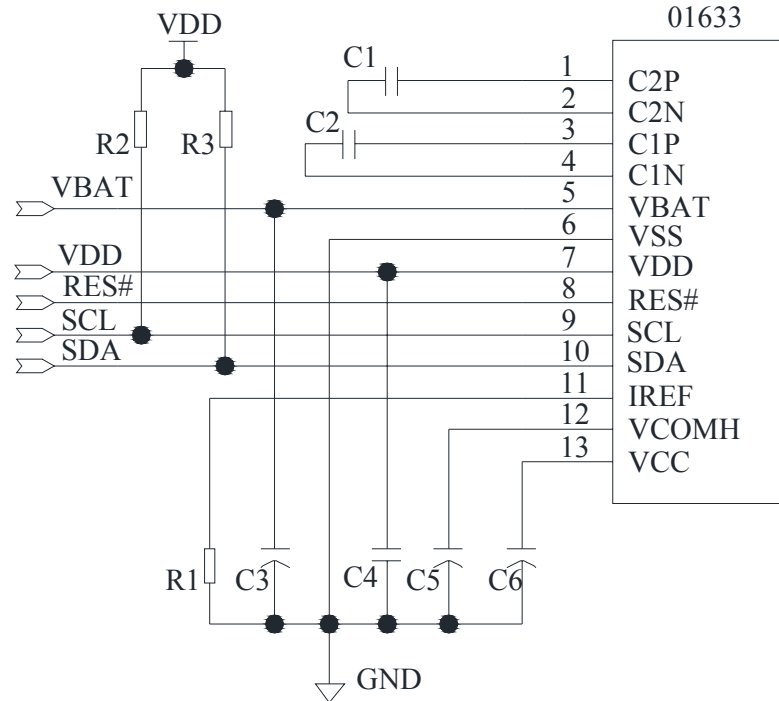 01633
VDD
C1
1
C2P
2
C2N
C2
3
C1P
R2
R3
4
C1N
VBAT
5
VBAT
6
VSS
VDD
7
VDD
RES#
8
RES#
SCL
9
SCL
SDA
10
SDA
11
IREF
12
VCOMH
13
VCC
R1
C3
C4
C5
C6
GND